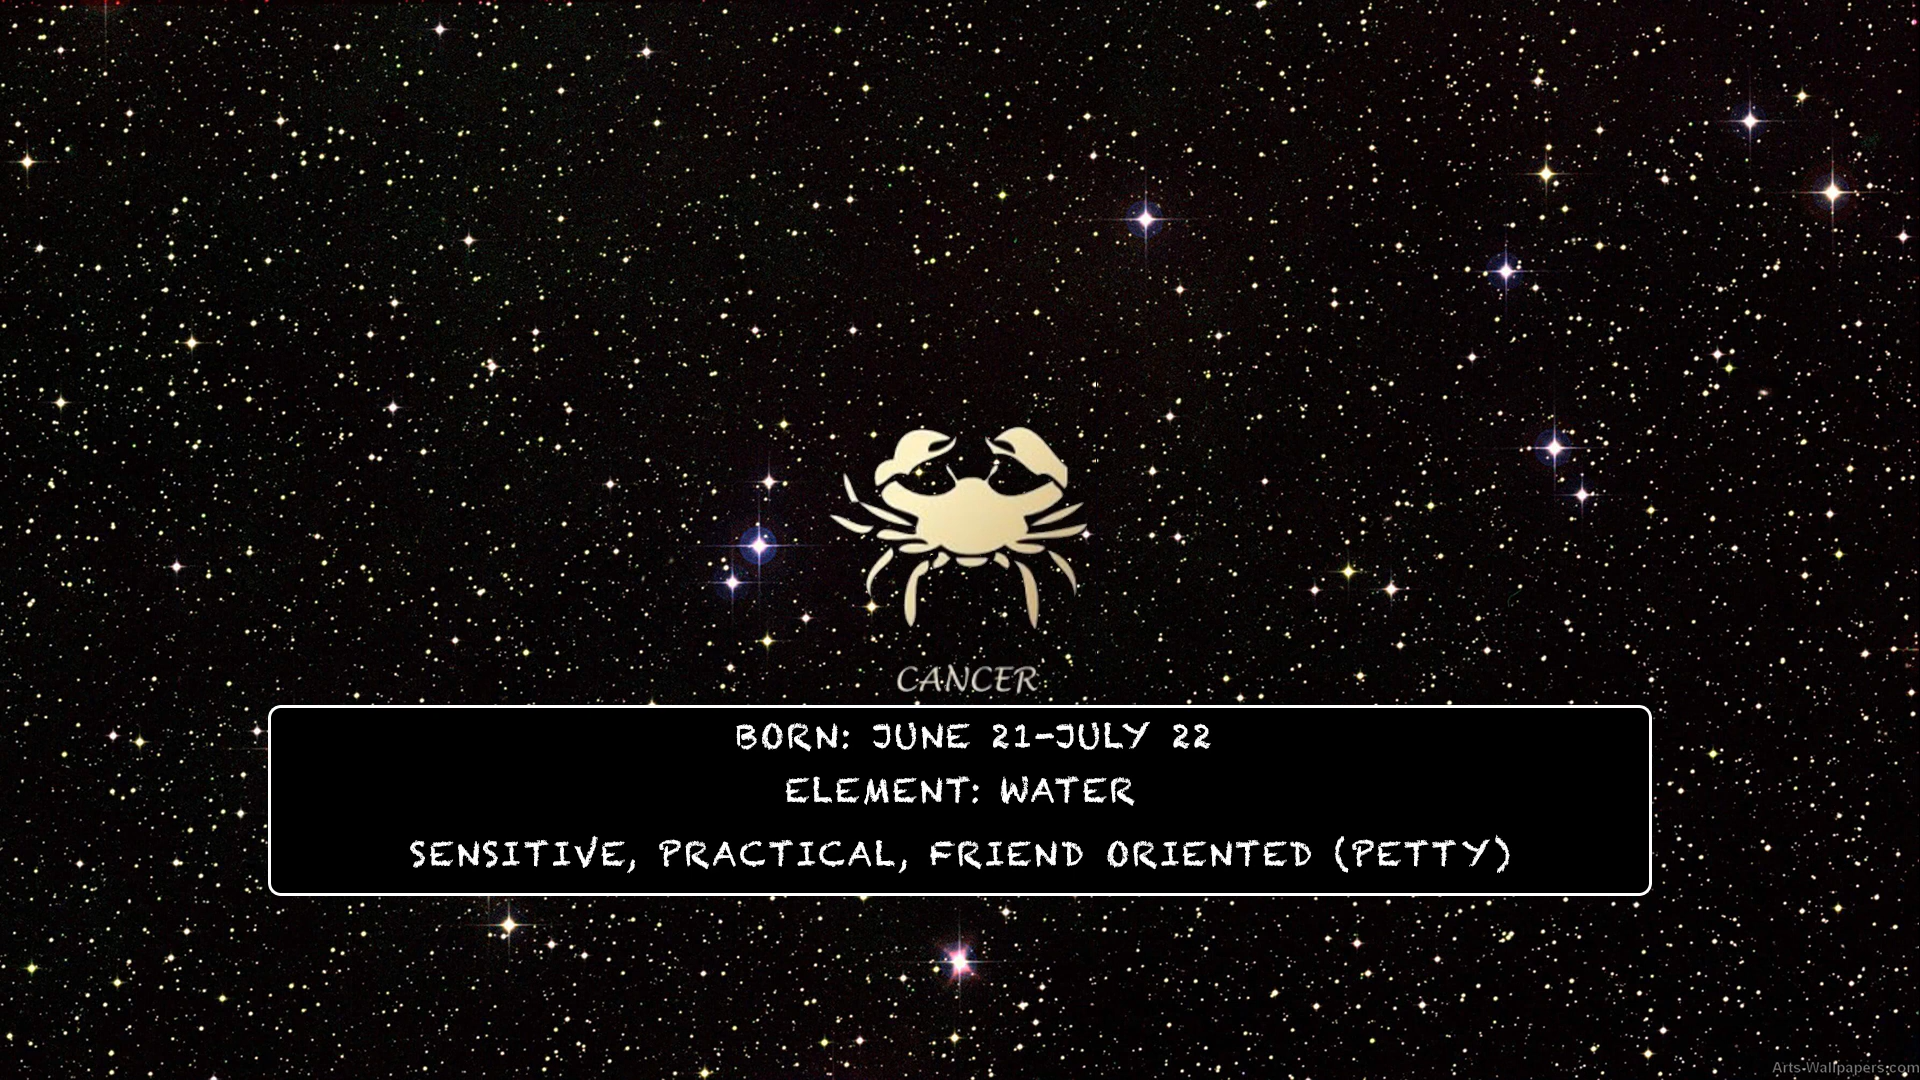 CANCER
BORN: JUNE 21-JULY 22
ELEMENT: WATER
SENSITIVE, PRACTICAL, FRIEND ORIENTED (PETTY)
Arts-Wallpapers.com